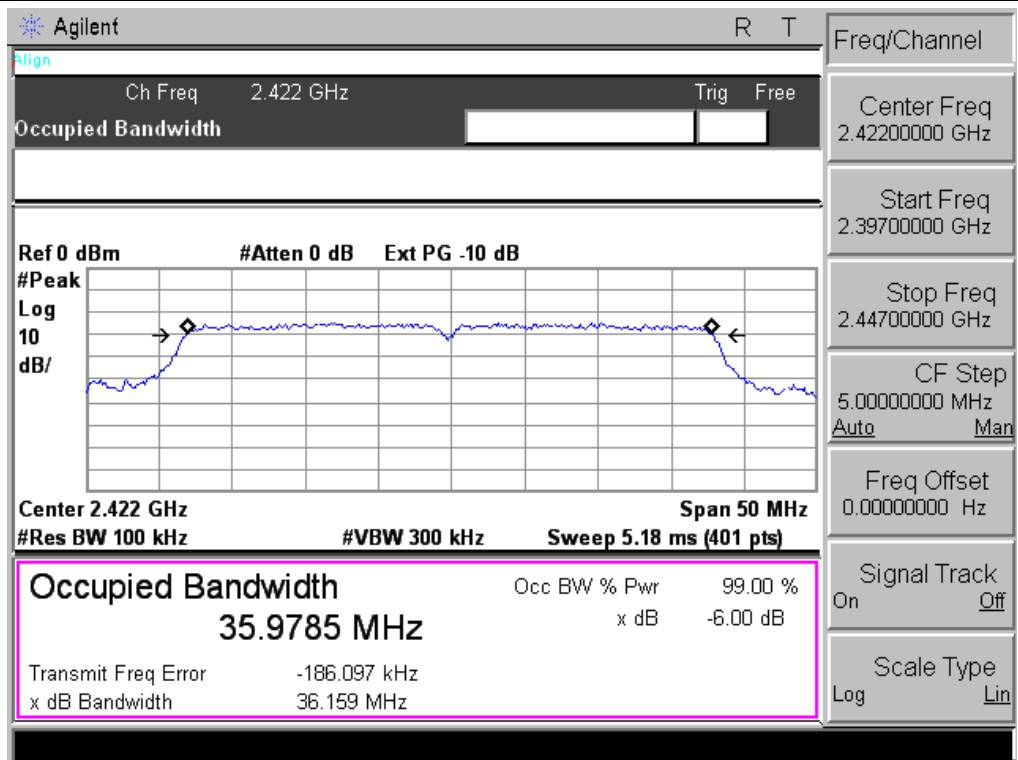 Agilent R T
Align
Ch Freq 2.422 GHz Trig Free
Occupied Bandwidth
Ref 0 dBm #Atten 0 dB Ext PG -10 dB
#Peak
Log
10
dB/
Center 2.422 GHz Span 50 MHz
#Res BW 100 kHz #VBW 300 kHz Sweep 5.18 ms (401 pts)
Occupied Bandwidth Occ BW % Pwr 99.00 %
35.9785 MHz x dB -6.00 dB
Transmit Freq Error -186.097 kHz
x dB Bandwidth 36.159 MHz
Freq/Channel
Center Freq
2.42200000 GHz
Start Freq
2.39700000 GHz
Stop Freq
2.44700000 GHz
CF Step
5.00000000 MHz
Auto Man
Freq Offset
0.00000000 Hz
Signal Track
On Off
Scale Type
Log Lin